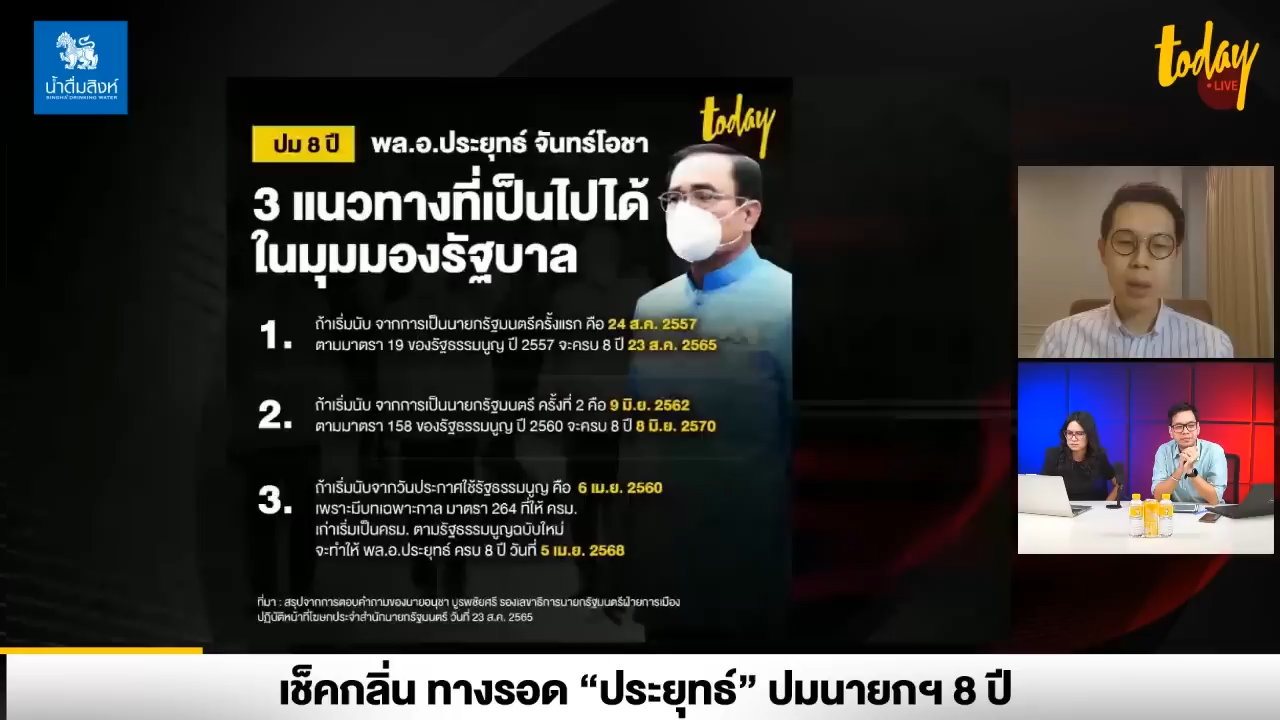 น้ำดื่มสิงห์
SINGHA DRINKING WATER
today
• LIVE
today
ปม 8 ปี พล.อ.ประยุทธ์ จันทร์โอชา
3 แนวทางที่เป็นไปได้
ในมุมมองรัฐบาล
1. ถ้าเริ่มนับ จากการเป็นนายกรัฐมนตรีครั้งแรก คือ 24 ส.ค. 2557
ตามมาตรา 19 ของรัฐธรรมนูญ ปี 2557 จะครบ 8 ปี 23 ส.ค. 2565
2. ถ้าเริ่มนับ จากการเป็นนายกรัฐมนตรี ครั้งที่ 2 คือ 9 มิ.ย. 2562
ตามมาตรา 158 ของรัฐธรรมนูญ ปี 2560 จะครบ 8 ปี 8 มิ.ย. 2570
3. ถ้าเริ่มนับจากวันประกาศใช้รัฐธรรมนูญ คือ 6 เม.ย. 2560
เพราะมีบทเฉพาะกาล มาตรา 264 ที่ให้ ครม.
เก่าเริ่มเป็นครม. ตามรัฐธรรมนูญฉบับใหม่
จะทำให้ พล.อ.ประยุทธ์ ครบ 8 ปี วันที่ 5 เม.ย. 2568
ที่มา : สรุปจากการตอบคำถามของนายอนุชา บูรพชัยศรี รองเลขาธิการนายกรัฐมนตรีฝ่ายการเมือง
ปฏิบัติหน้าที่โฆษกประจำสำนักนายกรัฐมนตรี วันที่ 23 ส.ค. 2565
เช็คกลิ่น ทางรอด “ประยุทธ์” ปมนายกฯ 8 ปี